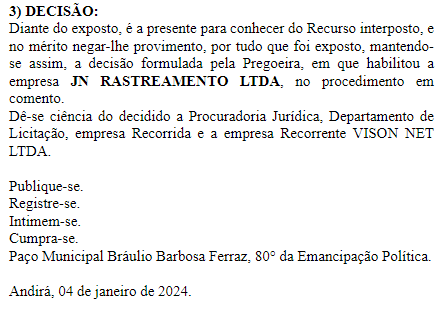 3) DECISÃO:
Diante do exposto, é a presente para conhecer do Recurso interposto, e
no mérito negar-lhe provimento, por tudo que foi exposto, mantendo-
se assim, a decisão formulada pela Pregoeira, em que habilitou a
empresa JN RASTREAMENTO LTDA, no procedimento em
comento.
Dê-se ciência do decidido a Procuradoria Jurídica, Departamento de
Licitação, empresa Recorrida e a empresa Recorrente VISON NET
LTDA.
Publique-se.
Registre-se.
Intimem-se.
Cumpra-se.
Paço Municipal Bráulio Barbosa Ferraz, 80° da Emancipação Política.
Andirá, 04 de janeiro de 2024.